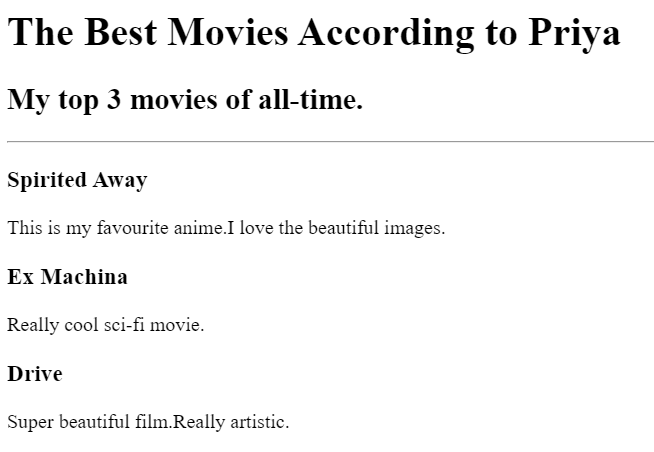 The Best Movies According to Priya
My top 3 movies of all-time.
Spirited Away
This is my favourite anime.I love the beautiful images.
Ex Machina
Really cool sci-fi movie.
Drive
Super beautiful film.Really artistic.